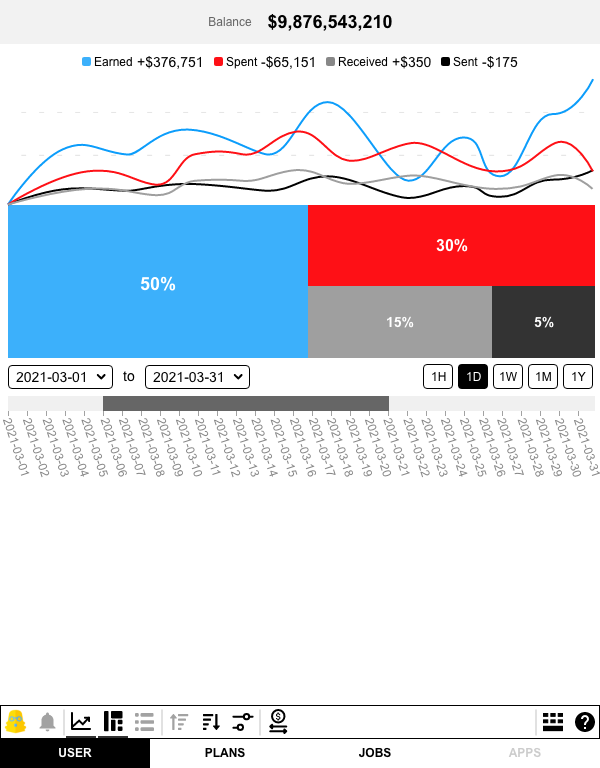 Balance $9,876,543,210
Earned +$376,751 Spent -$65,151 Received +$350 Sent -$175
50%
30%
15%
5%
2021-03-01 to 2021-03-31 1H 1D 1W 1M 1Y
2021-03-01 2021-03-02 2021-03-03 2021-03-04 2021-03-05 2021-03-06 2021-03-07 2021-03-08 2021-03-09 2021-03-10 2021-03-11 2021-03-12 2021-03-13 2021-03-14 2021-03-15 2021-03-16 2021-03-17 2021-03-18 2021-03-19 2021-03-20 2021-03-21 2021-03-22 2021-03-23 2021-03-24 2021-03-25 2021-03-26 2021-03-27 2021-03-28 2021-03-29 2021-03-30 2021-03-31
USER PLANS JOBS APPS